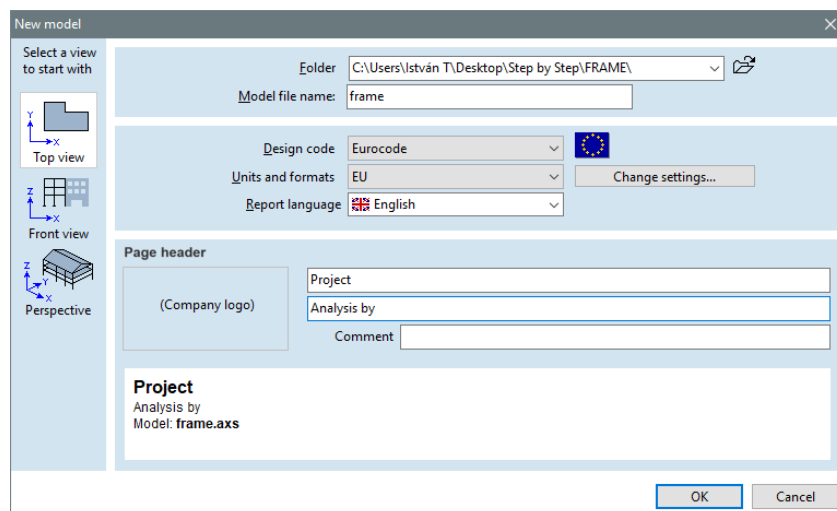 New model
Select a view
to start with
Y
X
Top view
Z
X
Front view
Z
Y
X
Perspective
Folder C:\Users\István T\Desktop\Step by Step\FRAME\
Model file name: frame
Design code Eurocode
Units and formats EU Change settings...
Report language English
Page header
(Company logo)
Project
Analysis by
Comment
Project
Analysis by
Model: frame.axs
OK Cancel